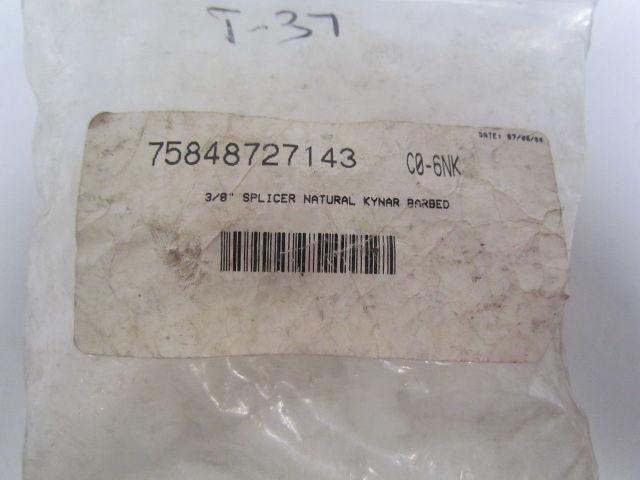 T-37
DATE: 07/06/04
75848727143 C0-6NK
3/8" SPLICER NATURAL KYNAR BARBED